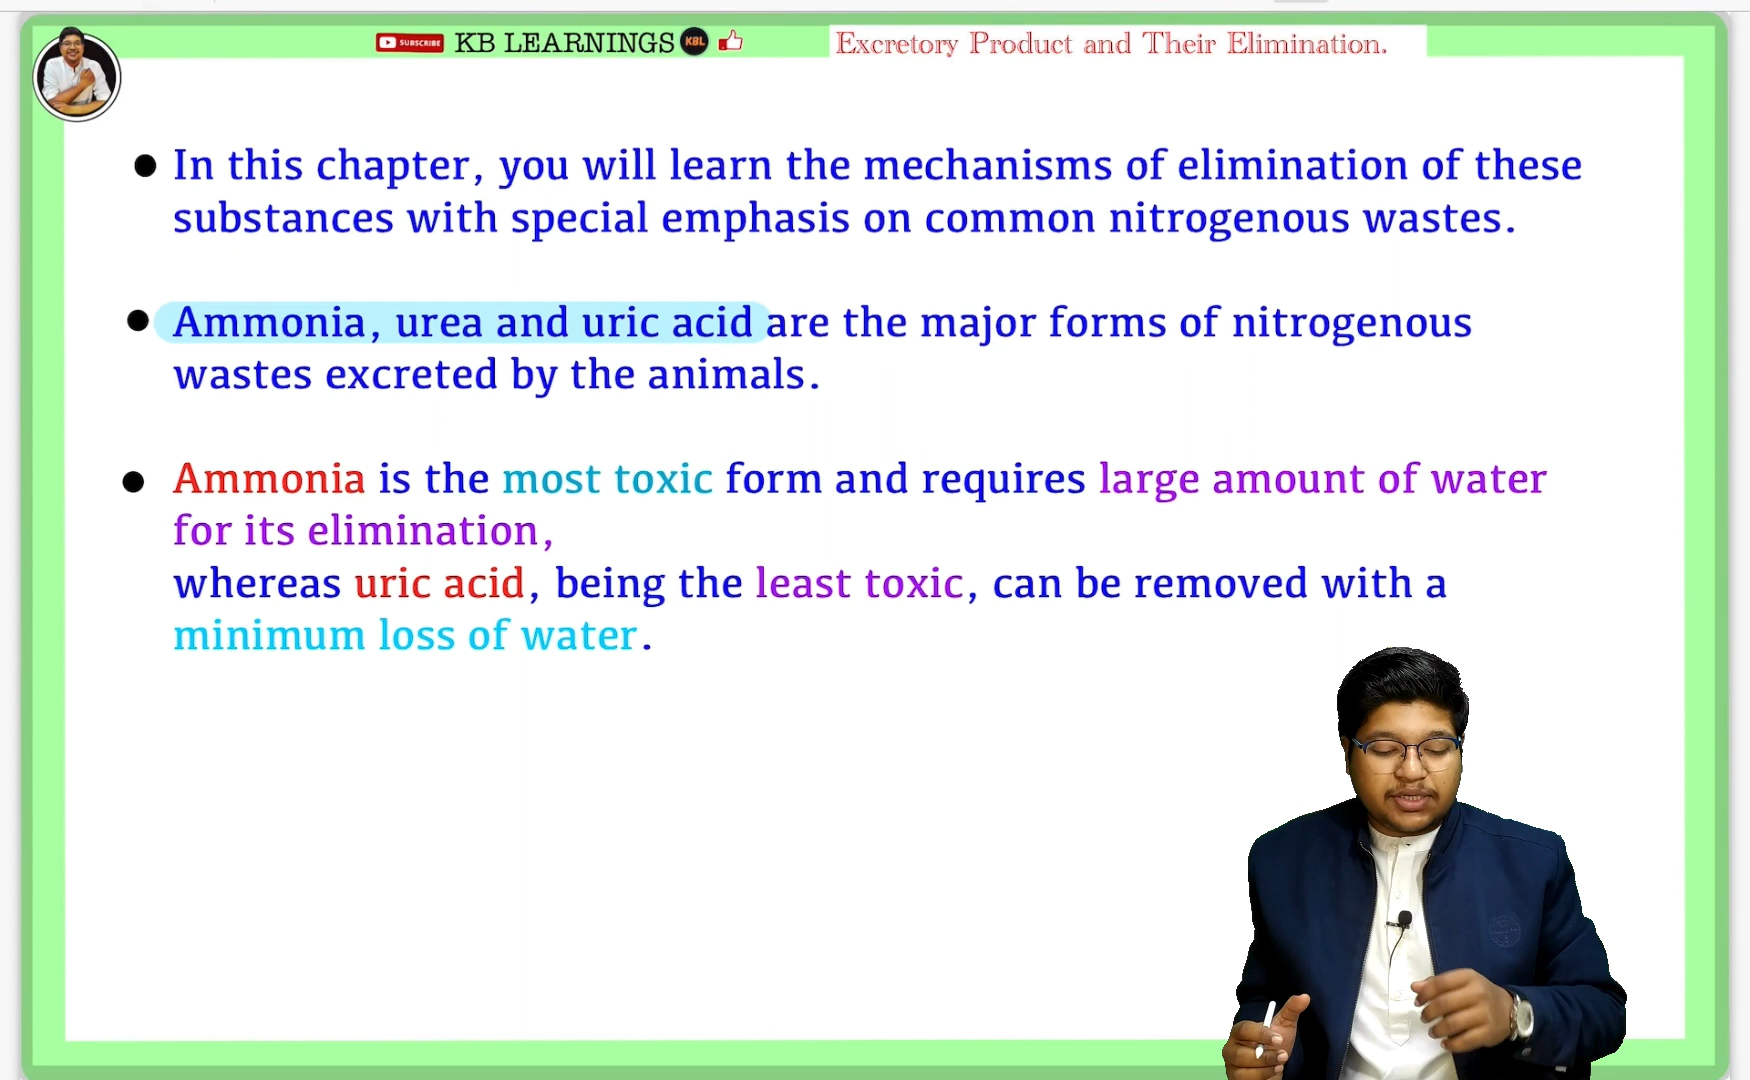 SUBSCRIBE KB LEARNINGS KBL Excretory Product and Their Elimination.
In this chapter, you will learn the mechanisms of elimination of these
substances with special emphasis on common nitrogenous wastes.
Ammonia, urea and uric acid are the major forms of nitrogenous
wastes excreted by the animals.
Ammonia is the most toxic form and requires large amount of water
for its elimination,
whereas uric acid, being the least toxic, can be removed with a
minimum loss of water.